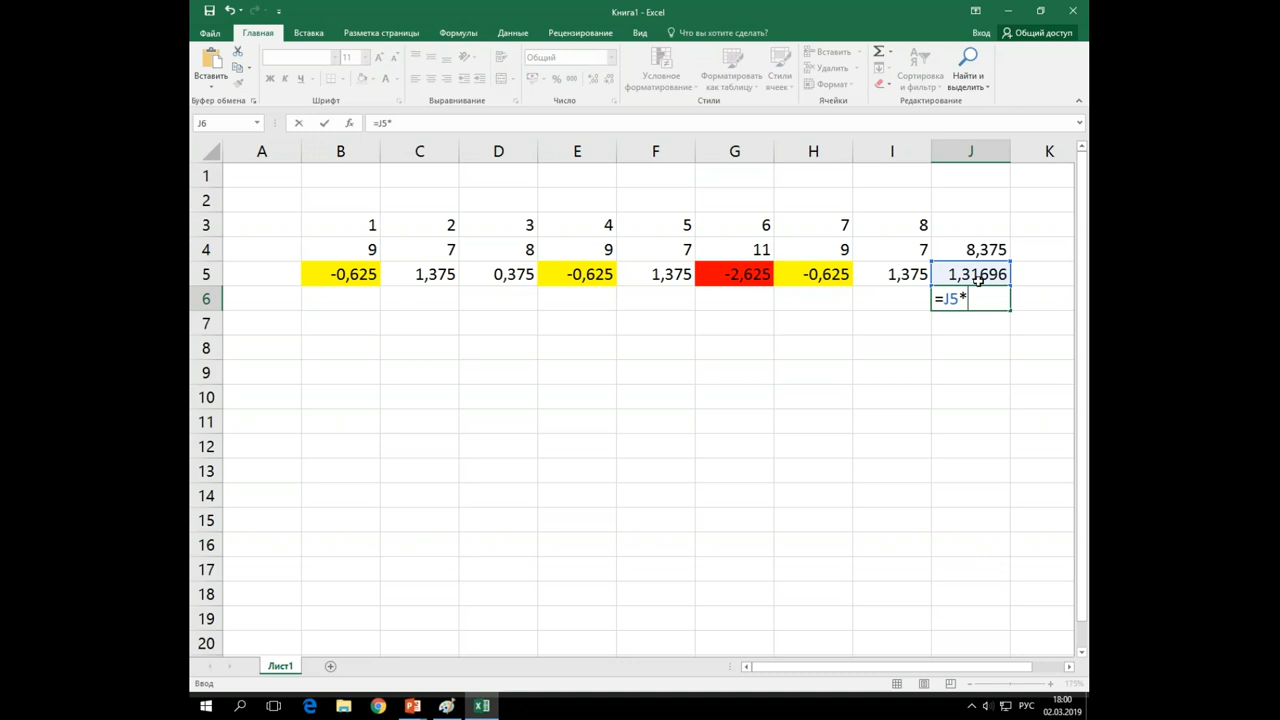 Книга1 - Excel
Файл Главная Вставка Разметка страницы Формулы Данные Рецензирование Вид Что вы хотите сделать? Вход Общий доступ
Вставить
Ж К Ч
11
Общий
% 000
Условное форматирование
Форматировать как таблицу
Стили ячеек
Вставить
Удалить
Формат
Сортировка и фильтр
Найти и выделить
Буфер обмена Шрифт Выравнивание Число Стили Ячейки Редактирование
J6 =J5*
A B C D E F G H I J K
1
2
3 1 2 3 4 5 6 7 8
4 9 7 8 9 7 11 9 7 8,375
5 -0,625 1,375 0,375 -0,625 1,375 -2,625 -0,625 1,375 1,31696
6 =J5*
7
8
9
10
11
12
13
14
15
16
17
18
19
20
Лист1
Ввод 175%
РУС 18:00
02.03.2019